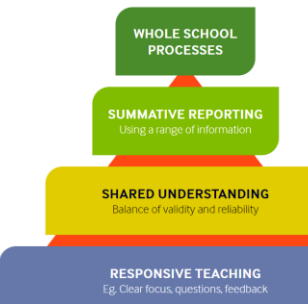 WHOLE SCHOOL
PROCESSES
SUMMATIVE REPORTING
Using a range of information
SHARED UNDERSTANDING
Balance of validity and reliability
RESPONSIVE TEACHING
Eg. Clear focus, questions, feedback